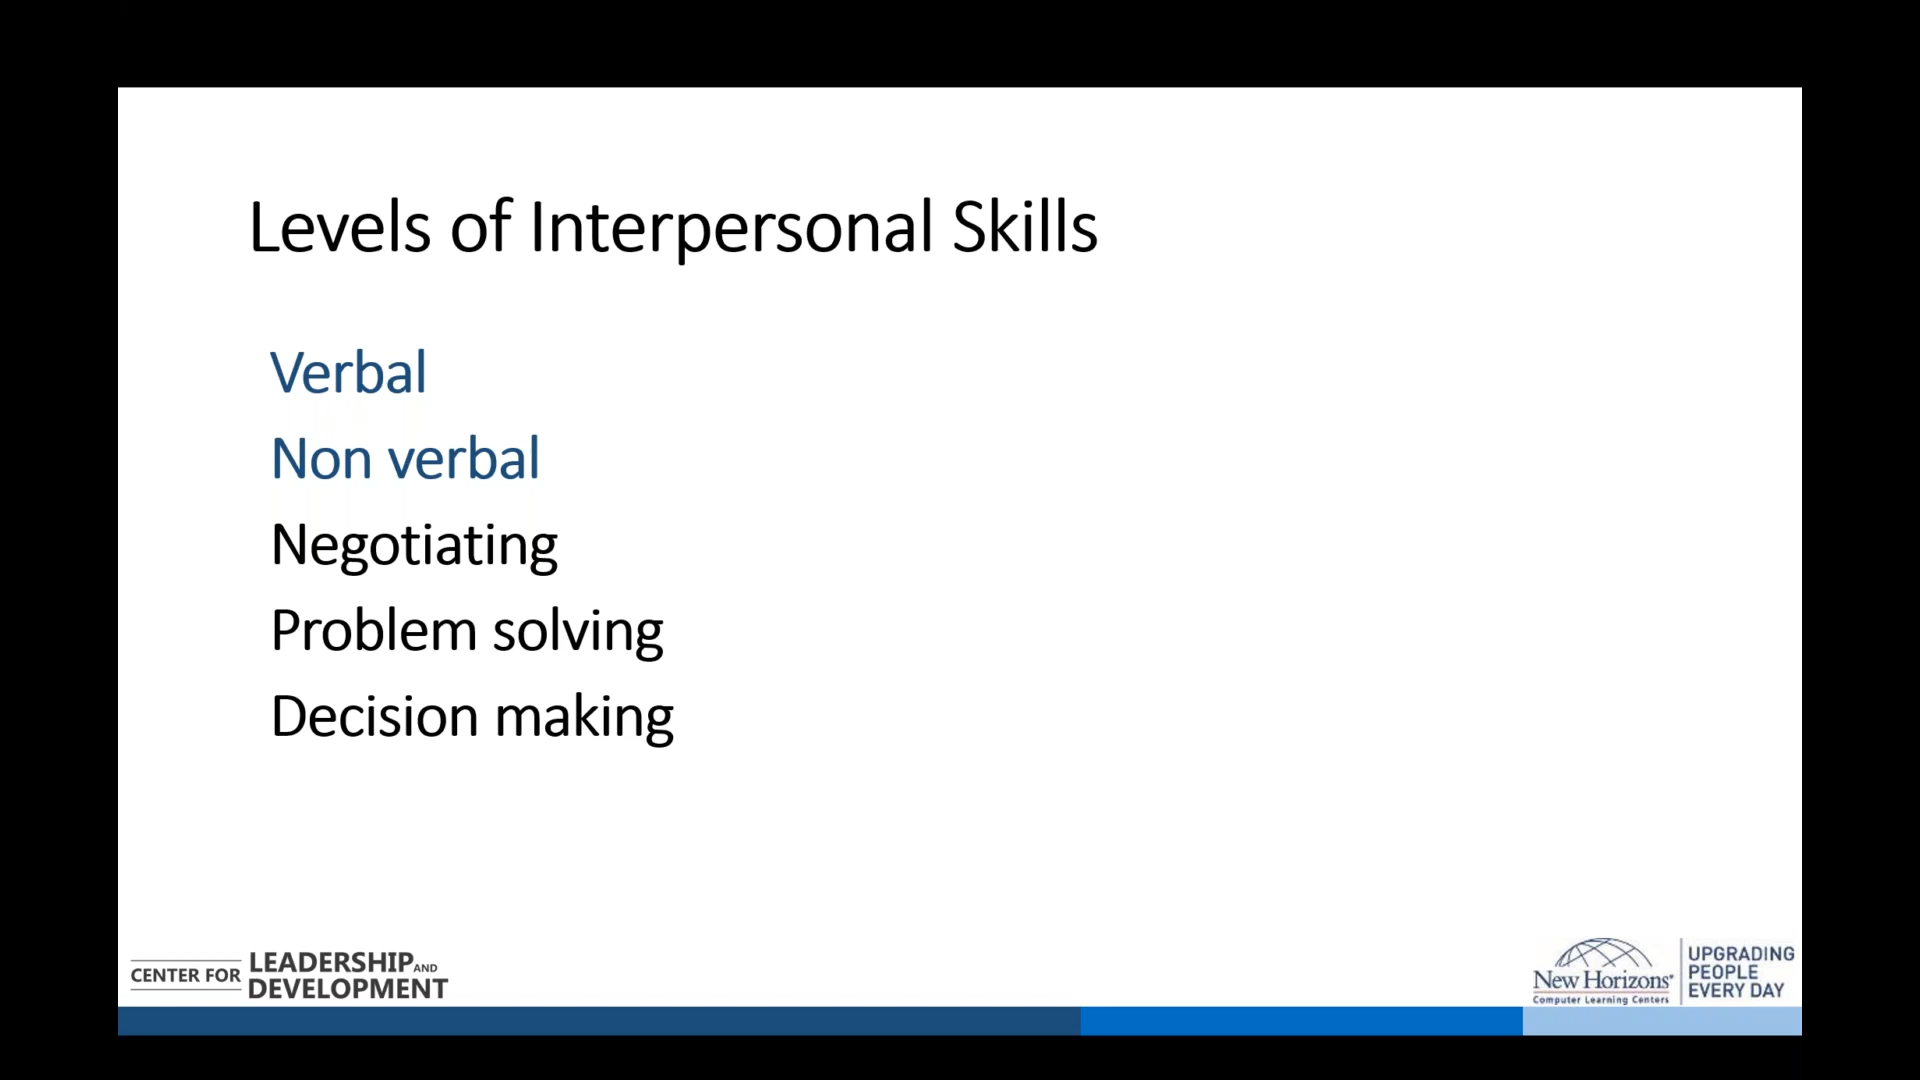 Levels of Interpersonal Skills
Verbal
Non verbal
Negotiating
Problem solving
Decision making
CENTER FOR LEADERSHIP AND DEVELOPMENT
New Horizons®
Computer Learning Centers
UPGRADING
PEOPLE
EVERY DAY